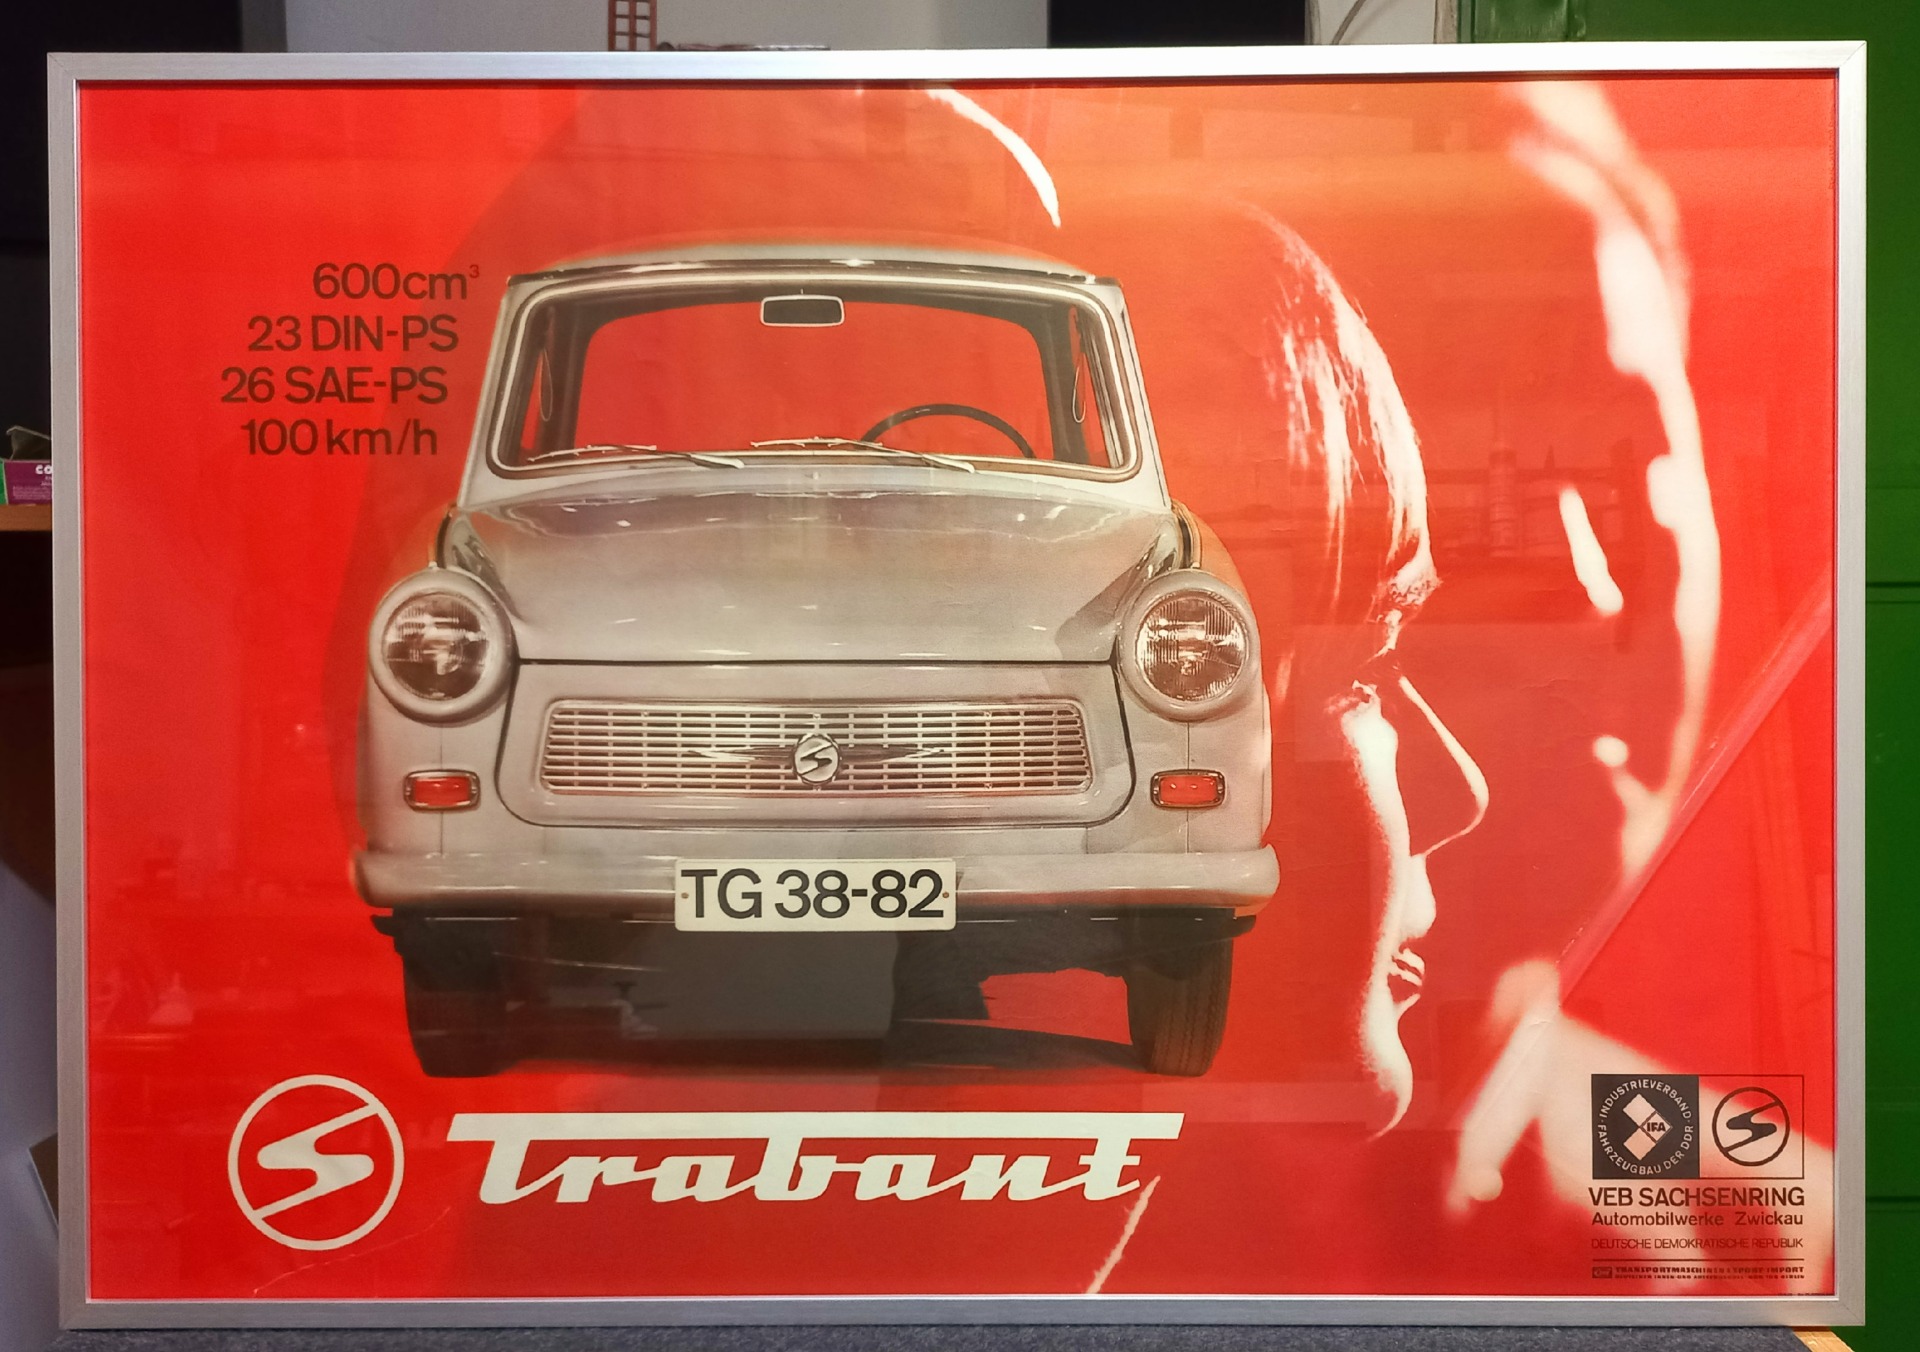 600cm³
23 DIN-PS
26 SAE-PS
100 km/h
CO
TG 38-82
Trabant
INDUSTRIEVERBAND
FAHRZEUGBAU DER DDR
IFA
VEB SACHSENRING
Automobilwerke Zwickau
DEUTSCHE DEMOKRATISCHE REPUBLIK
TRANSPORTMASCHINEN EXPORT-IMPORT